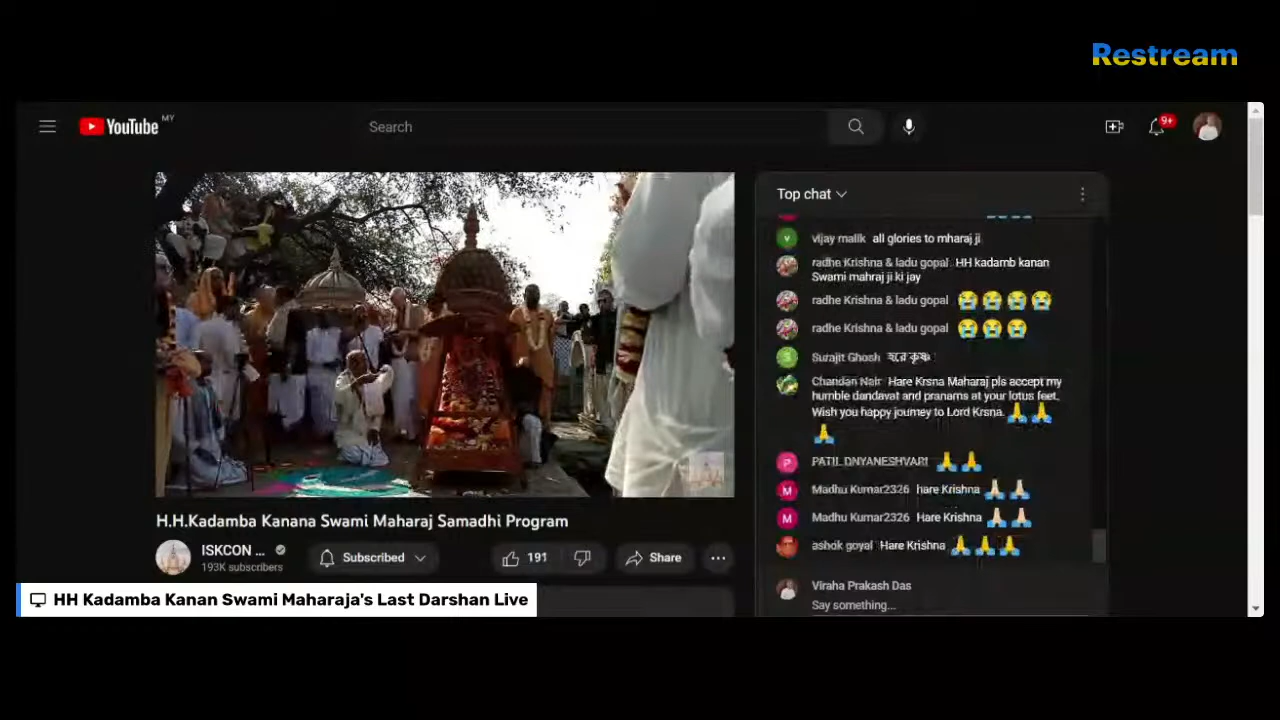 Restream
YouTube MY
Search
9+
Top chat
vijay malik all glories to mharaj ji
radhe Krishna & ladu gopal HH kadamb kanan
Swami mahraj ji ki jay
radhe Krishna & ladu gopal 😭😭😭😭
radhe Krishna & ladu gopal 😭😭😭
S
Surajit Ghosh হরে কৃষ্ণ
Chandan Nair Hare Krsna Maharaj pls accept my
humble dandavat and pranams at your lotus feet.
Wish you happy journey to Lord Krsna. 🙏🙏
🙏
P
PATIL DNYANESHVARI 🙏🙏
M
Madhu Kumar2326 hare Krishna 🙏🏻🙏🏻
M
Madhu Kumar2326 Hare Krishna 🙏🏻🙏🏻
ashok goyal Hare Krishna 🙏🙏🙏
Viraha Prakash Das
Say something...
H.H.Kadamba Kanana Swami Maharaj Samadhi Program
ISKCON ...
193K subscribers
Subscribed
191
Share
HH Kadamba Kanan Swami Maharaja's Last Darshan Live